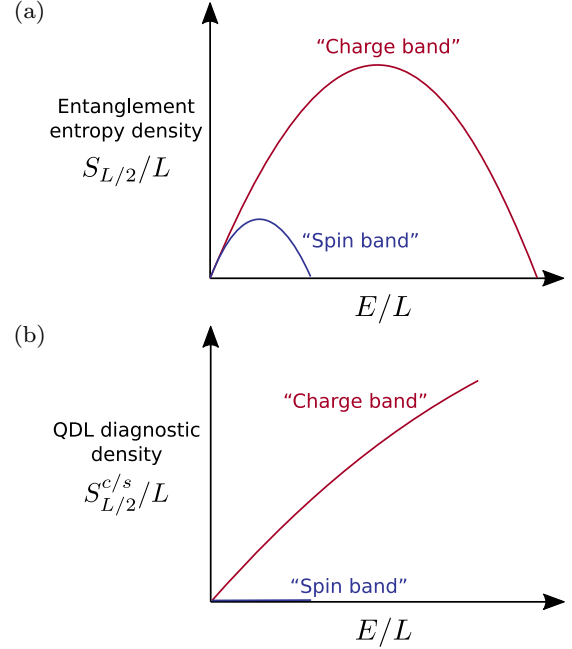 (a)
“Charge band”
Entanglement
entropy density
S_{L/2}/L
“Spin band”
E/L
(b)
“Charge band”
QDL diagnostic
density
S^{c/s}_{L/2}/L
“Spin band”
E/L